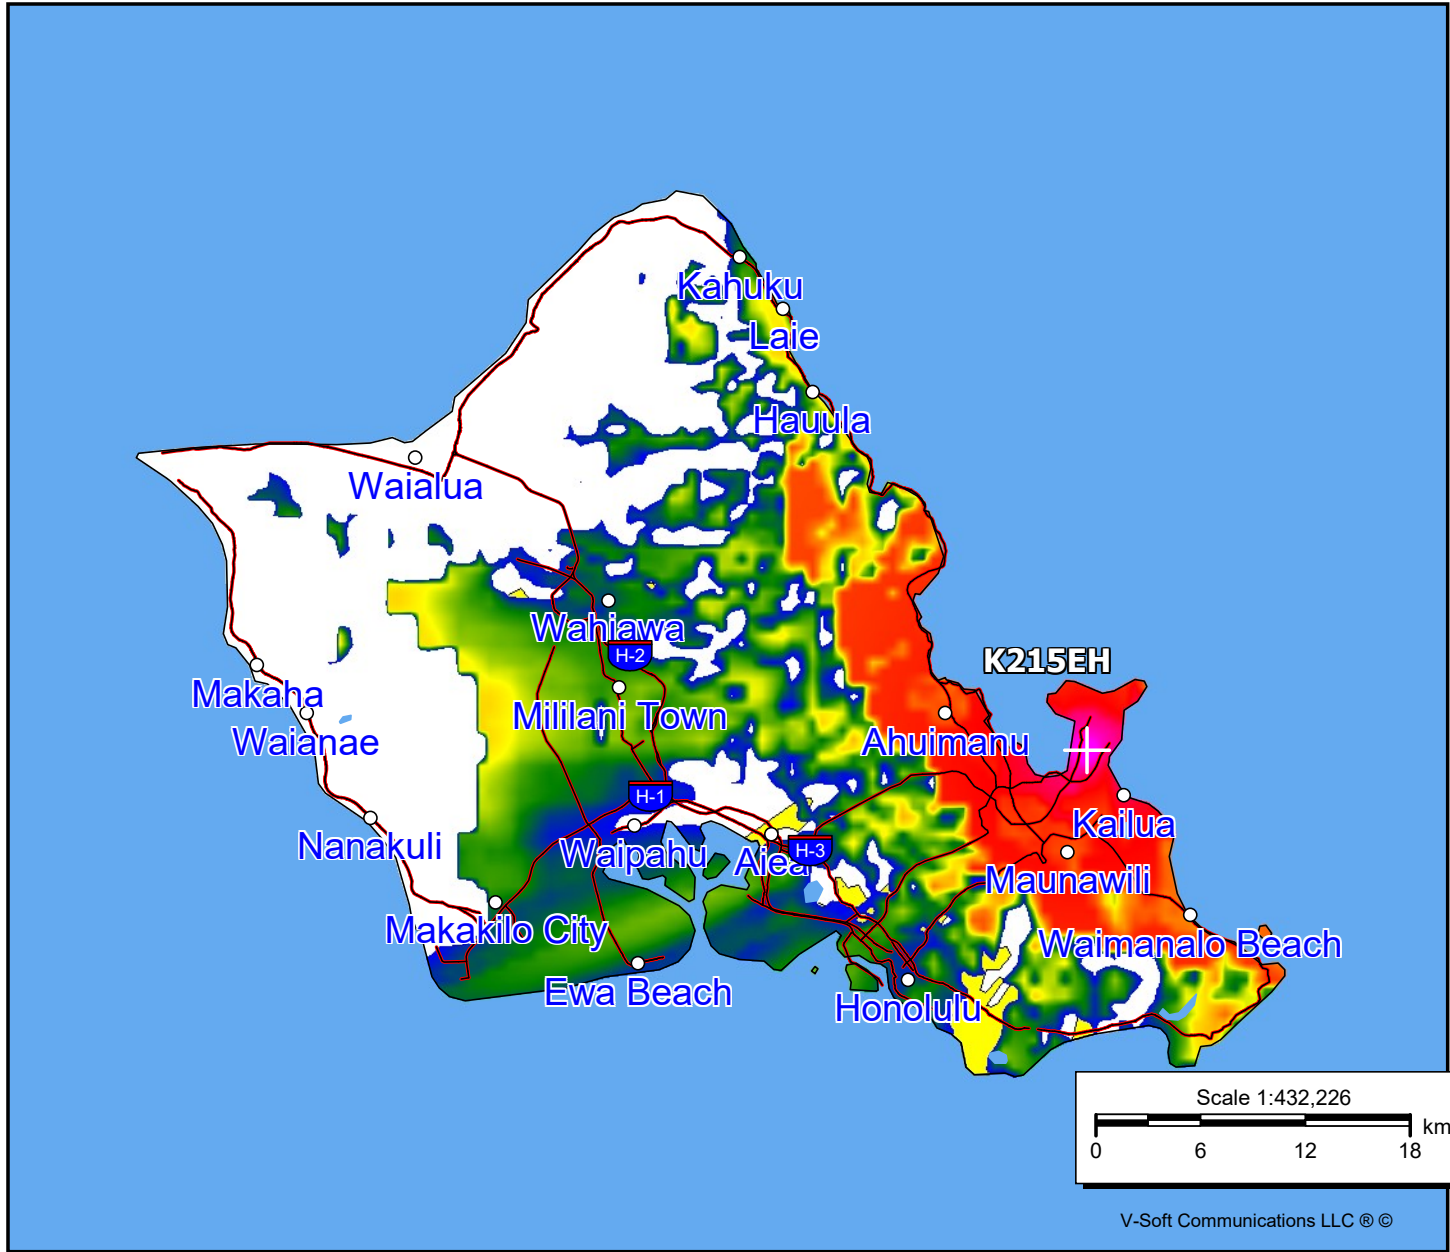 Kahuku
Laie
Hauula
Waialua
Wahiawa
H-2
K215EH
Makaha
Mililani Town
Waianae
Ahuimanu
H-1
Nanakuli
Waipahu
Aiea
H-3
Kailua
Maunawili
Makakilo City
Waimanalo Beach
Ewa Beach
Honolulu
Scale 1:432,226
km
0 6 12 18
V-Soft Communications LLC ® ©